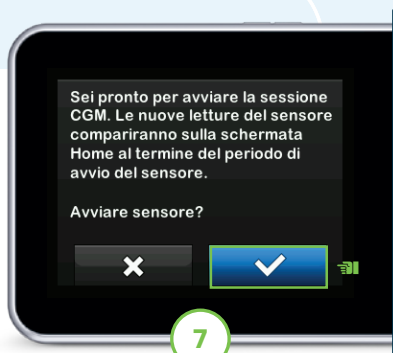 Sei pronto per avviare la sessione
CGM. Le nuove letture del sensore
compariranno sulla schermata
Home al termine del periodo di
avvio del sensore.
Avviare sensore?
7